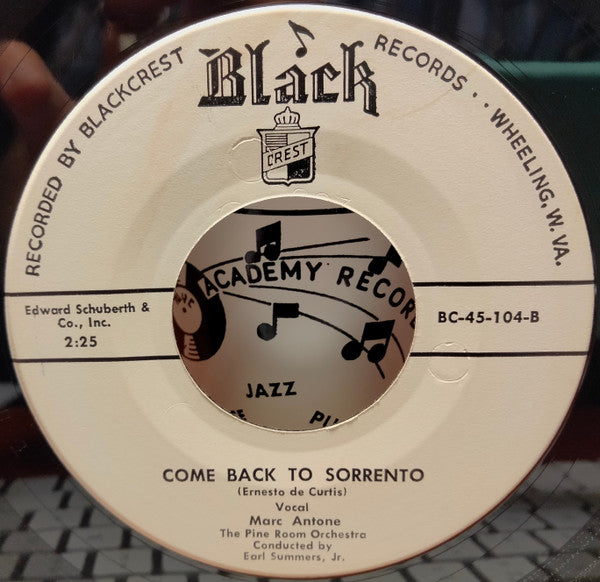 RECORDED BY BLACKCREST RECORDS . . WHEELING, W. VA.
Black
CREST
Edward Schuberth &
Co., Inc.
2:25
BC-45-104-B
ACADEMY RECOR
JAZZ
COME BACK TO SORRENTO
(Ernesto de Curtis)
Vocal
Marc Antone
The Pine Room Orchestra
Conducted by
Earl Summers, Jr.